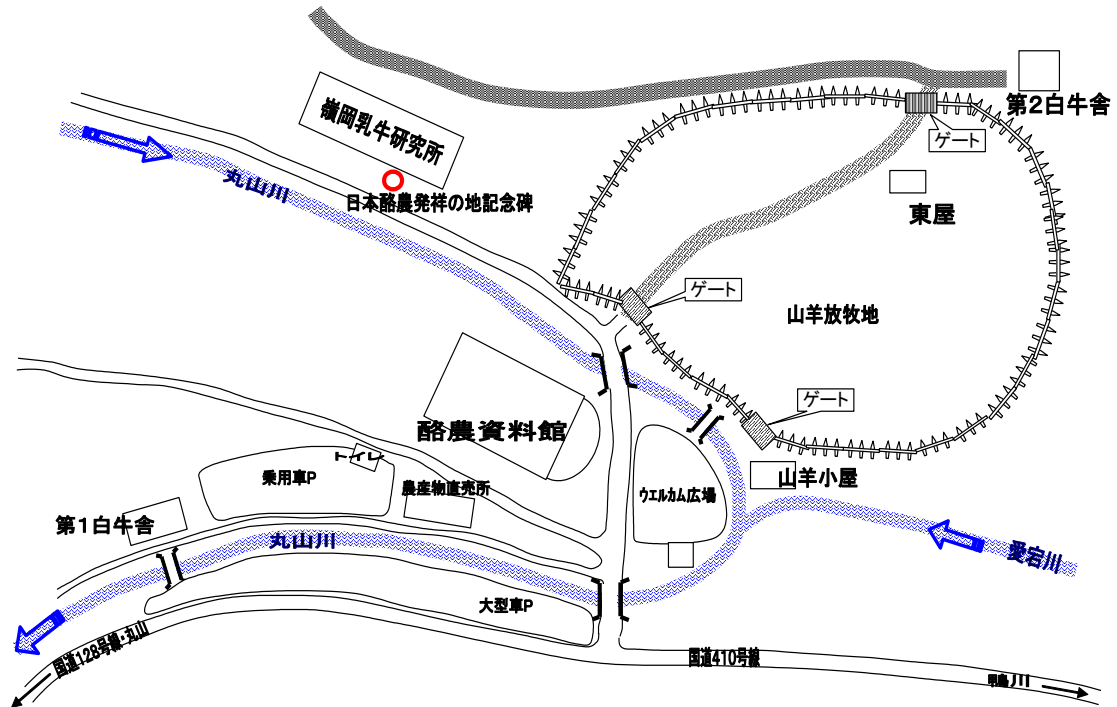 嶺岡乳牛研究所
第2白牛舎
ゲート
丸山川
日本酪農発祥の地記念碑
東屋
ゲート
山羊放牧地
ゲート
酪農資料館
トイレ
乗用車P
農産物直売所
山羊小屋
ウエルカム広場
第1白牛舎
丸山川
愛宕川
大型車P
国道128号線・丸山
国道410号線
鴨川